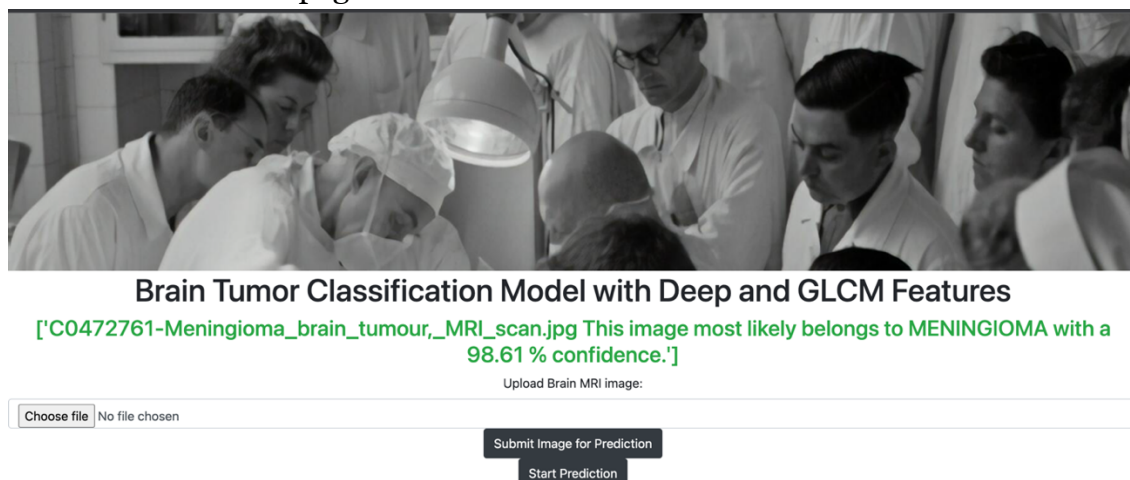 Brain Tumor Classification Model with Deep and GLCM Features
['C0472761-Meningioma_brain_tumour,_MRI_scan.jpg This image most likely belongs to MENINGIOMA with a
98.61 % confidence.']
Upload Brain MRI image:
Choose file No file chosen
Submit Image for Prediction
Start Prediction